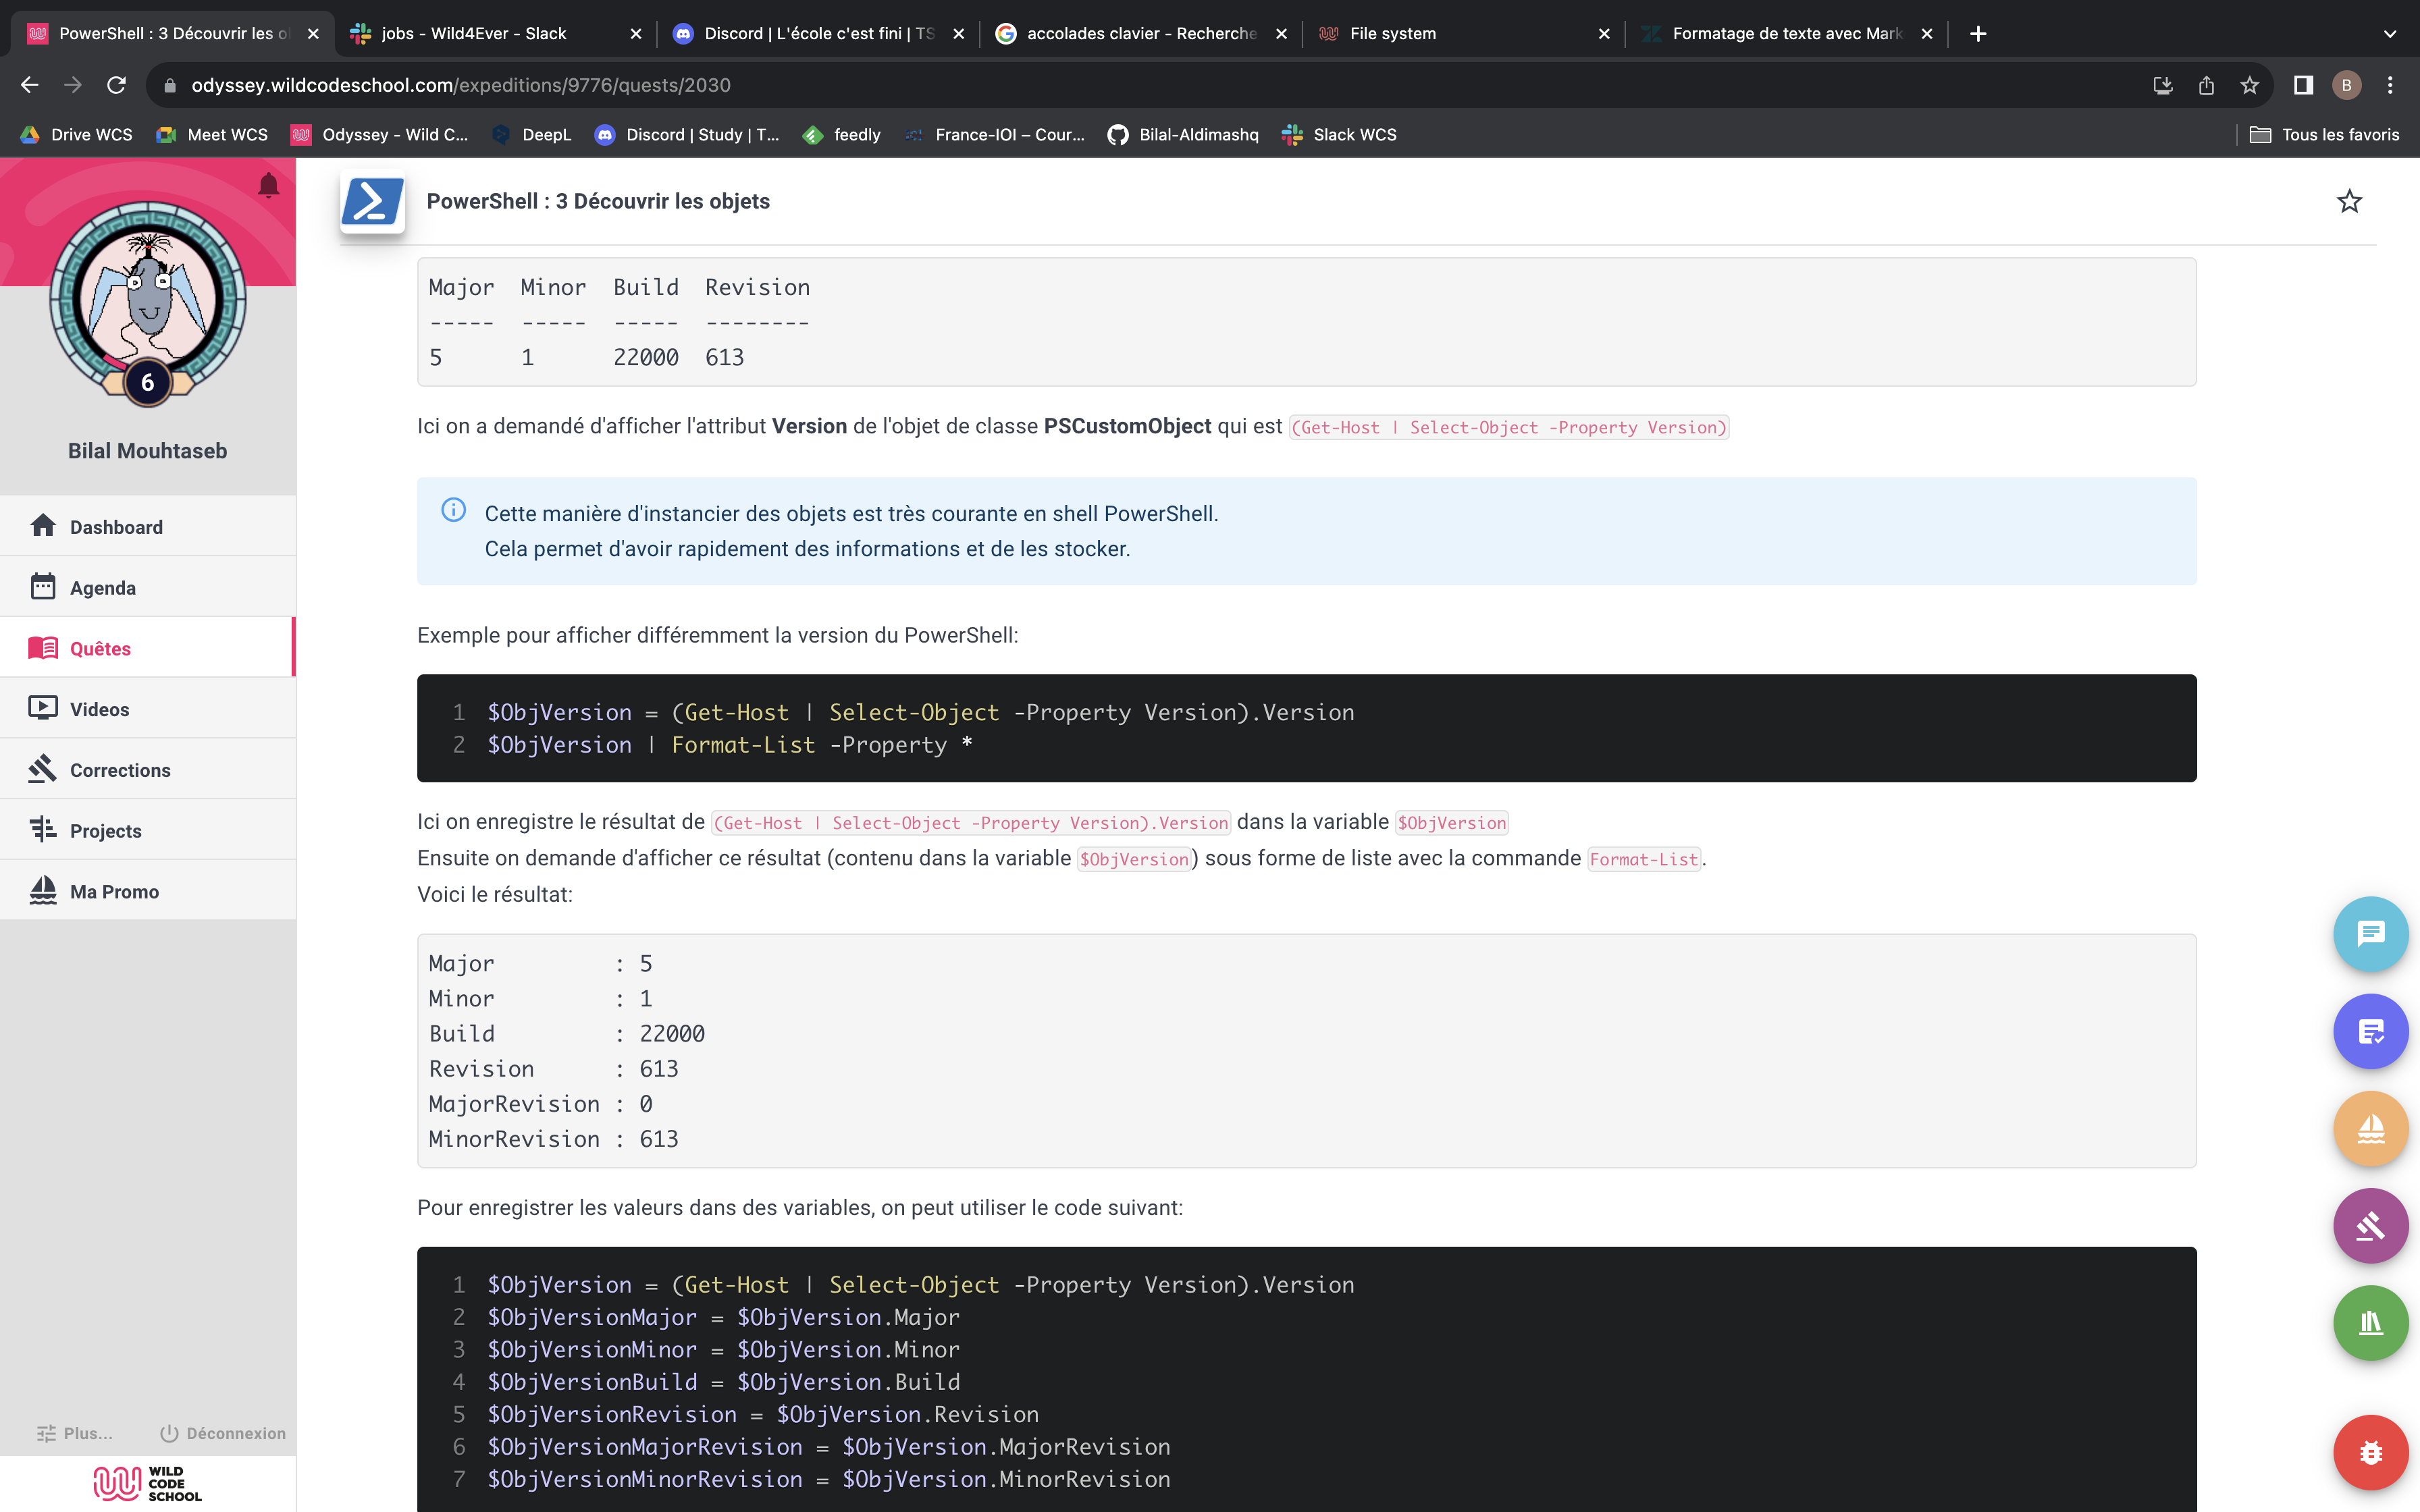 PowerShell : 3 Découvrir les o
jobs - Wild4Ever - Slack
Discord | L'école c'est fini | TS
accolades clavier - Recherche
File system
Formatage de texte avec Mark
odyssey.wildcodeschool.com/expeditions/9776/quests/2030
B
Drive WCS
Meet WCS
Odyssey - Wild C...
DeepL
Discord | Study | T...
feedly
France-IOI – Cour...
Bilal-Aldimashq
Slack WCS
Tous les favoris
6
Bilal Mouhtaseb
Dashboard
Agenda
Quêtes
Videos
Corrections
Projects
Ma Promo
Plus...
Déconnexion
WILD
CODE
SCHOOL
PowerShell : 3 Découvrir les objets
Major  Minor  Build  Revision
-----  -----  -----  --------
5      1      22000  613
Ici on a demandé d'afficher l'attribut Version de l'objet de classe PSCustomObject qui est (Get-Host | Select-Object -Property Version)
Cette manière d'instancier des objets est très courante en shell PowerShell.
Cela permet d'avoir rapidement des informations et de les stocker.
Exemple pour afficher différemment la version du PowerShell:
1 $ObjVersion = (Get-Host | Select-Object -Property Version).Version
2 $ObjVersion | Format-List -Property *
Ici on enregistre le résultat de (Get-Host | Select-Object -Property Version).Version dans la variable $ObjVersion
Ensuite on demande d'afficher ce résultat (contenu dans la variable $ObjVersion) sous forme de liste avec la commande Format-List.
Voici le résultat:
Major         : 5
Minor         : 1
Build         : 22000
Revision      : 613
MajorRevision : 0
MinorRevision : 613
Pour enregistrer les valeurs dans des variables, on peut utiliser le code suivant:
1 $ObjVersion = (Get-Host | Select-Object -Property Version).Version
2 $ObjVersionMajor = $ObjVersion.Major
3 $ObjVersionMinor = $ObjVersion.Minor
4 $ObjVersionBuild = $ObjVersion.Build
5 $ObjVersionRevision = $ObjVersion.Revision
6 $ObjVersionMajorRevision = $ObjVersion.MajorRevision
7 $ObjVersionMinorRevision = $ObjVersion.MinorRevision